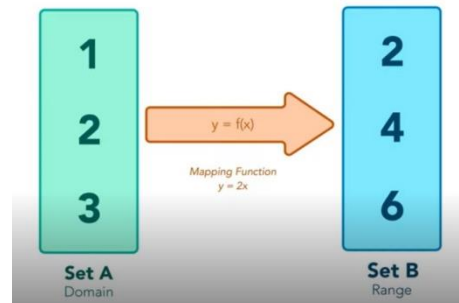 1
2
3
y = f(x)
Mapping Function
y = 2x
2
4
6
Set A
Domain
Set B
Range